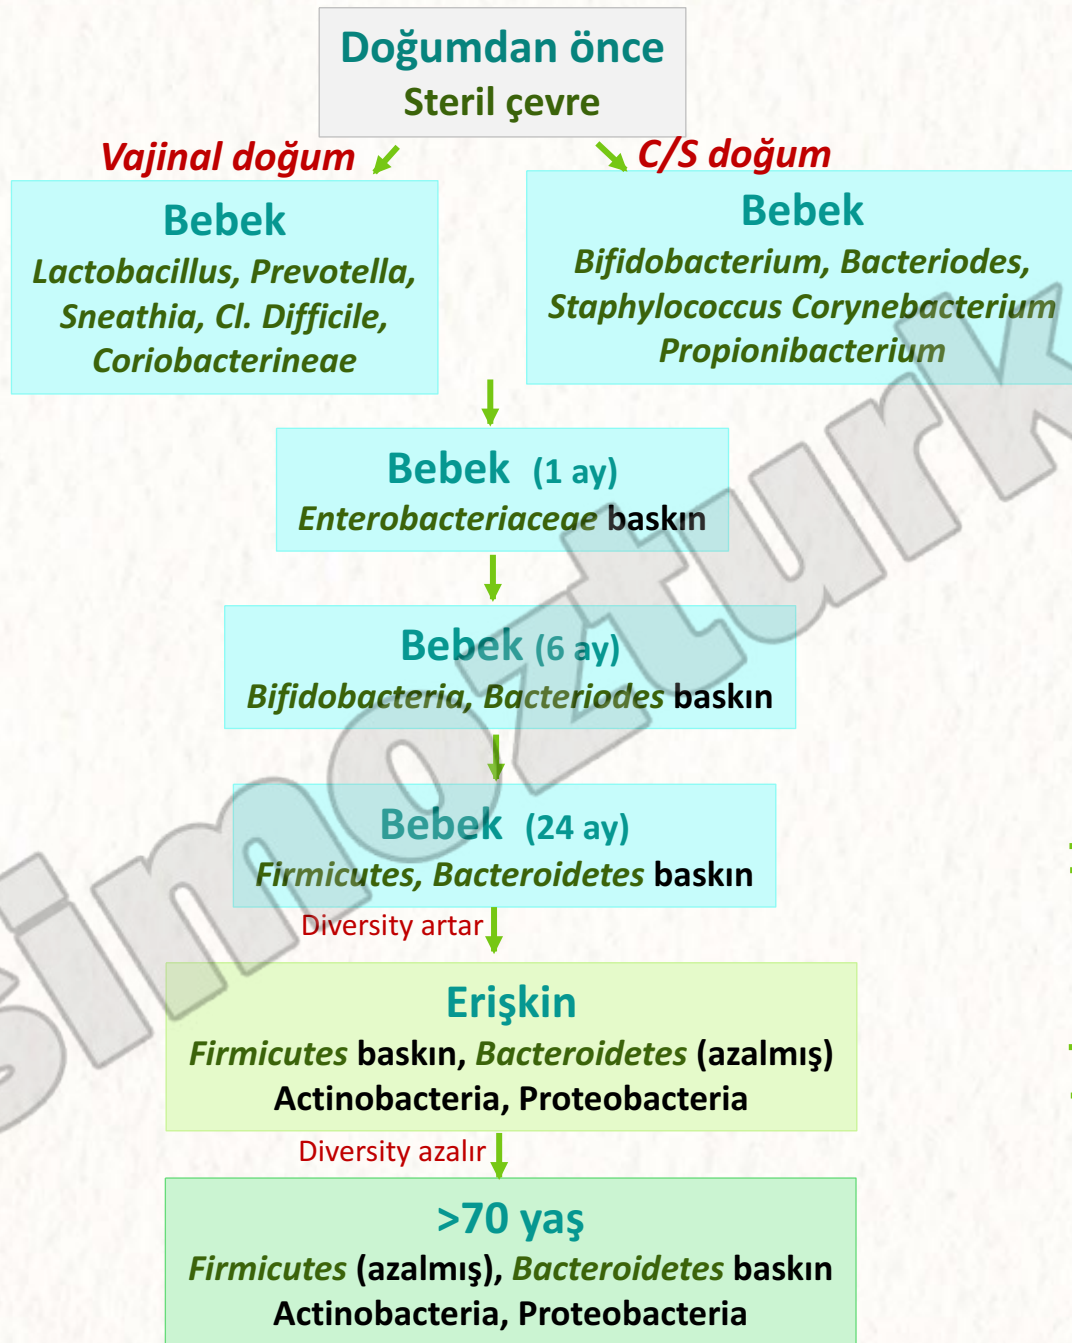 Doğumdan önce
Steril çevre
Vajinal doğum
C/S doğum
Bebek
Lactobacillus, Prevotella,
Sneathia, Cl. Difficile,
Coriobacterineae
Bebek
Bifidobacterium, Bacteriodes,
Staphylococcus Corynebacterium
Propionibacterium
Bebek (1 ay)
Enterobacteriaceae baskın
Bebek (6 ay)
Bifidobacteria, Bacteriodes baskın
Bebek (24 ay)
Firmicutes, Bacteroidetes baskın
Diversity artar
Erişkin
Firmicutes baskın, Bacteroidetes (azalmış)
Actinobacteria, Proteobacteria
Diversity azalır
>70 yaş
Firmicutes (azalmış), Bacteroidetes baskın
Actinobacteria, Proteobacteria
şimozturk